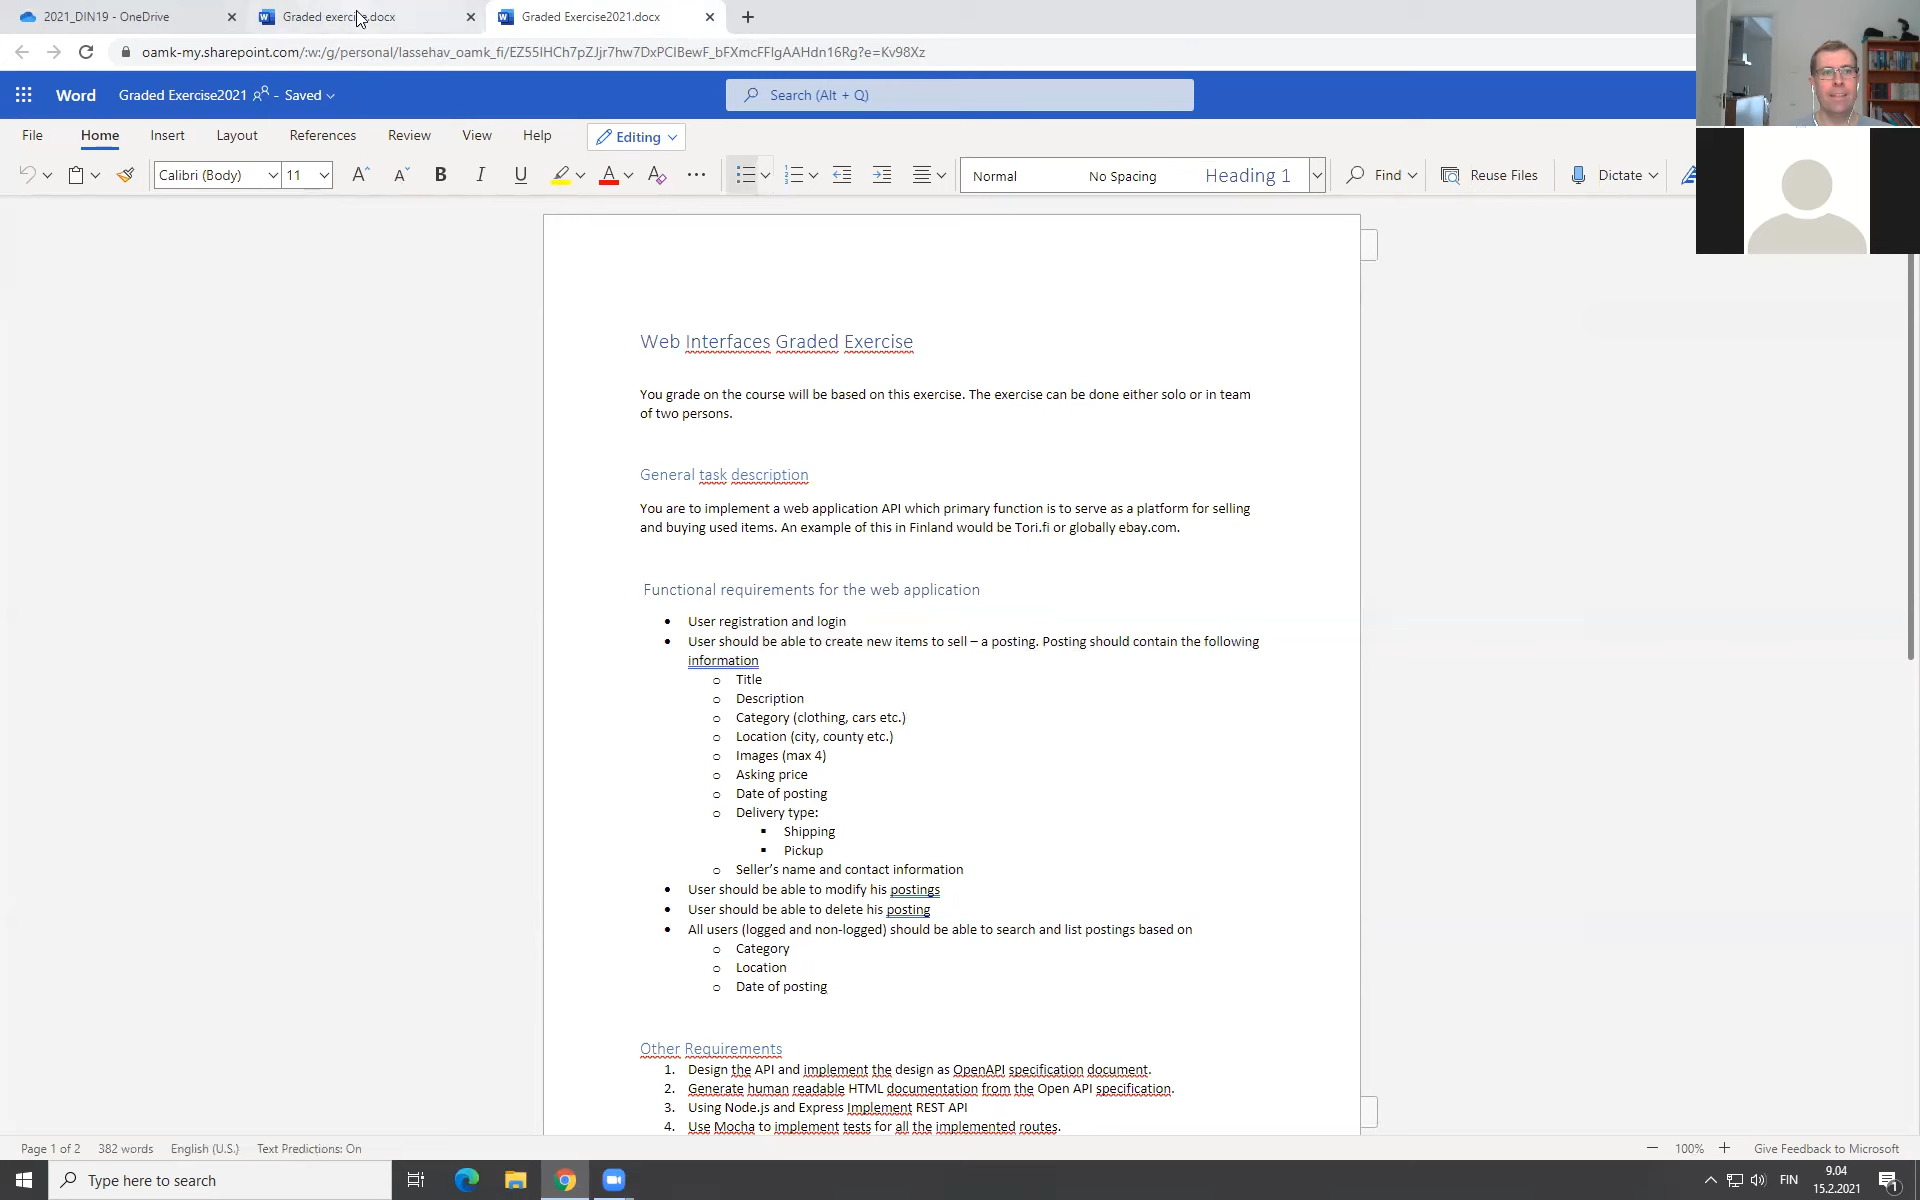 2021_DIN19 - OneDrive
Graded exercise.docx
Graded Exercise2021.docx
oamk-my.sharepoint.com/:w:/g/personal/lassehav_oamk_fi/EZ55IHCh7pZJjr7hw7DxPCIBewF_bFXmcFFIgAAHdn16Rg?e=Kv98Xz
Word Graded Exercise2021 - Saved
Search (Alt + Q)
File Home Insert Layout References Review View Help Editing
Calibri (Body) 11 B I U A Normal No Spacing Heading 1 Find Reuse Files Dictate
Web Interfaces Graded Exercise
You grade on the course will be based on this exercise. The exercise can be done either solo or in team
of two persons.
General task description
You are to implement a web application API which primary function is to serve as a platform for selling
and buying used items. An example of this in Finland would be Tori.fi or globally ebay.com.
Functional requirements for the web application
• User registration and login
• User should be able to create new items to sell – a posting. Posting should contain the following
information
o Title
o Description
o Category (clothing, cars etc.)
o Location (city, county etc.)
o Images (max 4)
o Asking price
o Date of posting
o Delivery type:
▪ Shipping
▪ Pickup
o Seller’s name and contact information
• User should be able to modify his postings
• User should be able to delete his posting
• All users (logged and non-logged) should be able to search and list postings based on
o Category
o Location
o Date of posting
Other Requirements
1. Design the API and implement the design as OpenAPI specification document.
2. Generate human readable HTML documentation from the Open API specification.
3. Using Node.js and Express Implement REST API
4. Use Mocha to implement tests for all the implemented routes.
Page 1 of 2 382 words English (U.S.) Text Predictions: On 100% Give Feedback to Microsoft
Type here to search
FIN
9.04
15.2.2021
1